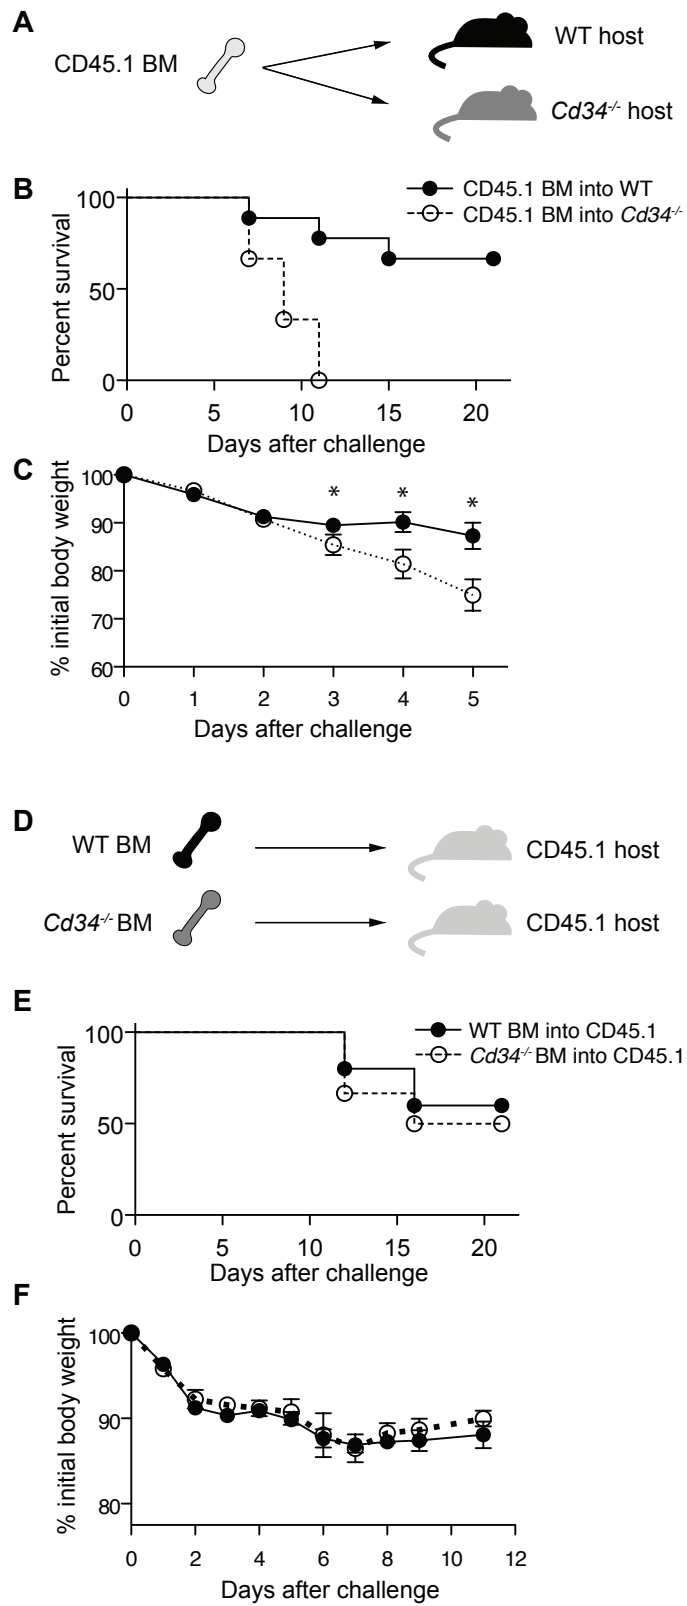 A
CD45.1 BM
WT host
Cd34-/- host
B
CD45.1 BM into WT
CD45.1 BM into Cd34-/-
Percent survival
100
50
0
0 5 10 15 20
Days after challenge
C
% initial body weight
100
90
80
70
60
* * *
0 1 2 3 4 5
Days after challenge
D
WT BM
CD45.1 host
Cd34-/- BM
CD45.1 host
E
WT BM into CD45.1
Cd34-/- BM into CD45.1
Percent survival
100
50
0
0 5 10 15 20
Days after challenge
F
% initial body weight
100
90
80
0 2 4 6 8 10 12
Days after challenge